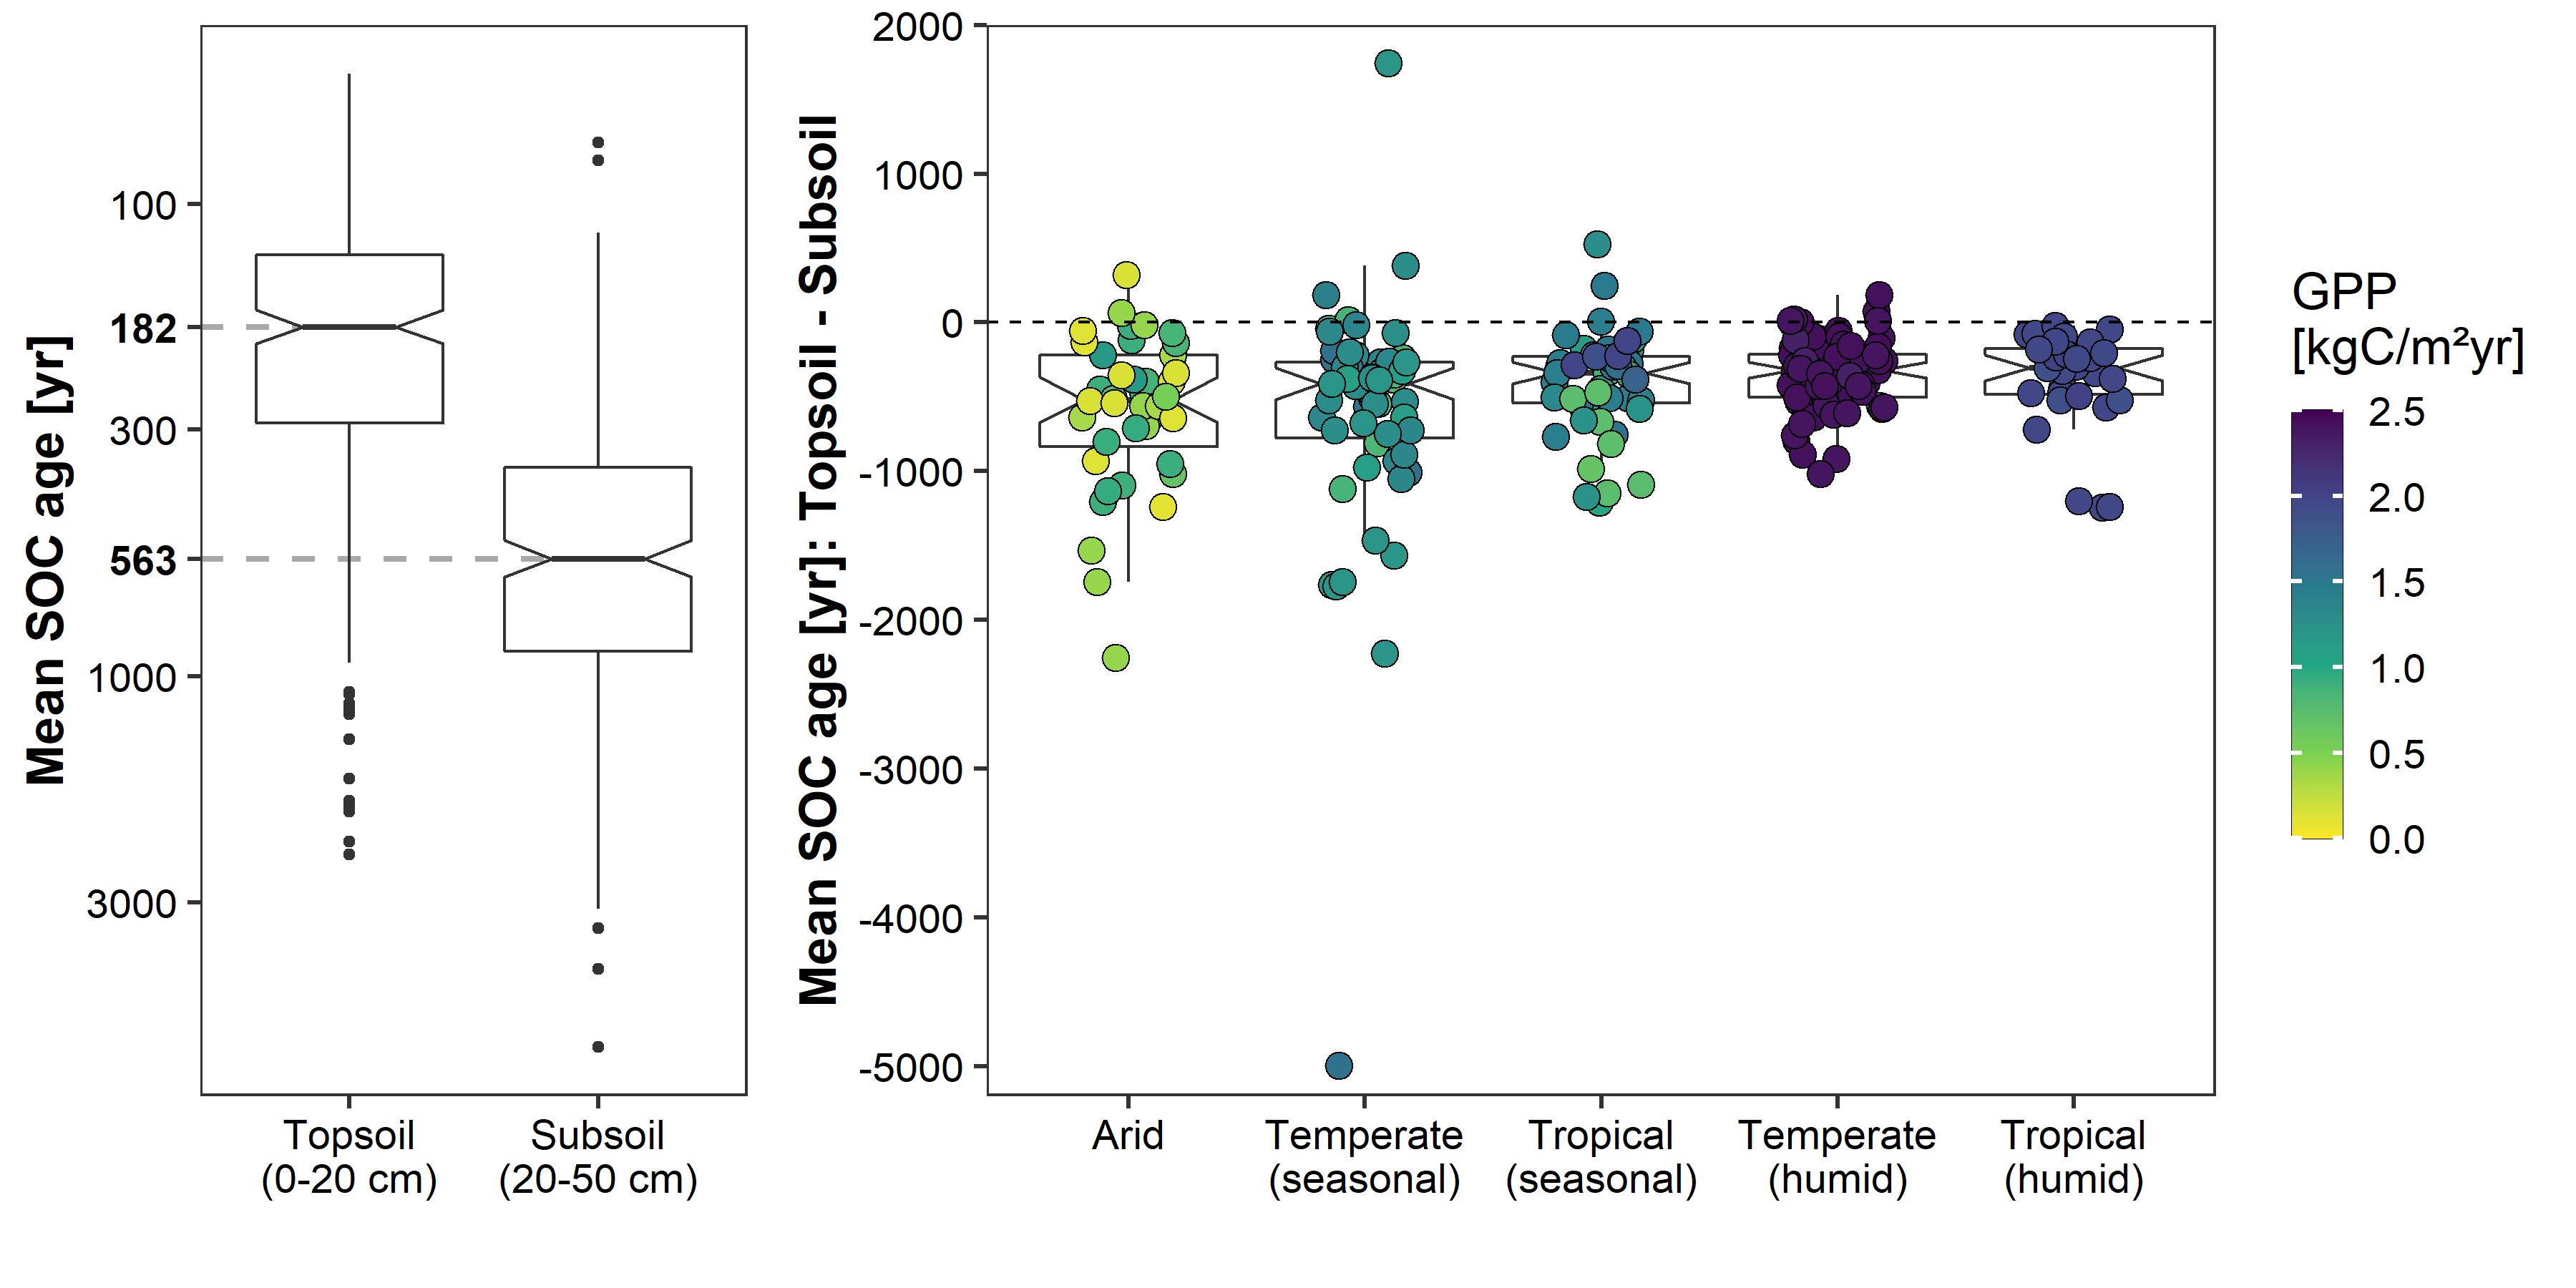 Mean SOC age [yr]
100
182
300
563
1000
3000
Topsoil
(0-20 cm)
Subsoil
(20-50 cm)
Mean SOC age [yr]: Topsoil - Subsoil
2000
1000
0
-1000
-2000
-3000
-4000
-5000
Arid
Temperate
(seasonal)
Tropical
(seasonal)
Temperate
(humid)
Tropical
(humid)
GPP
[kgC/m²yr]
2.5
2.0
1.5
1.0
0.5
0.0